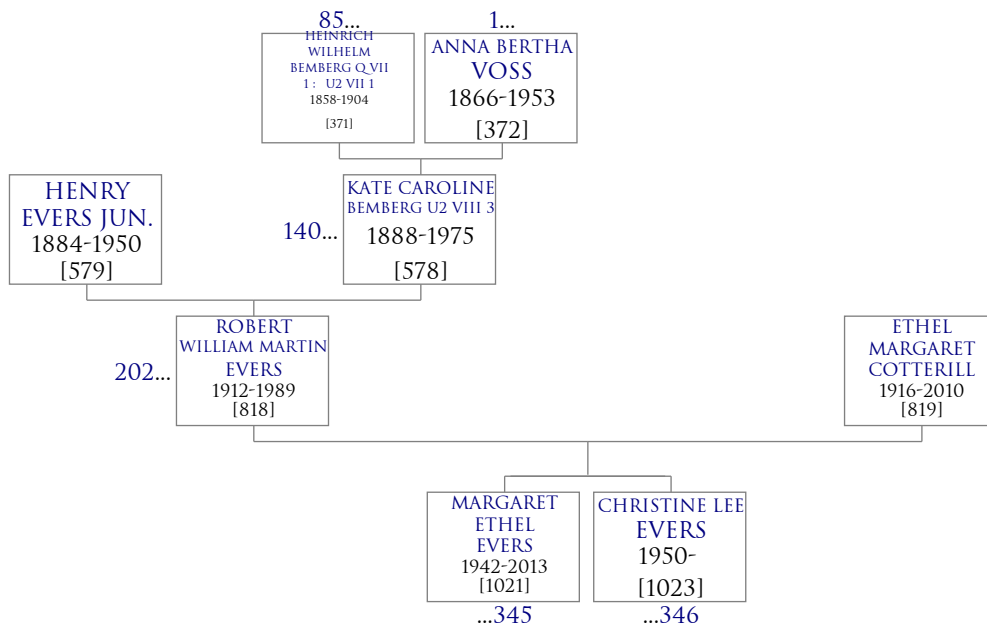 85...
1...
HEINRICH
WILHELM
BEMBERG Q VII
1 : U2 VII 1
1858-1904
[371]
ANNA BERTHA
VOSS
1866-1953
[372]
HENRY
EVERS JUN.
1884-1950
[579]
140...
KATE CAROLINE
BEMBERG U2 VIII 3
1888-1975
[578]
202...
ROBERT
WILLIAM MARTIN
EVERS
1912-1989
[818]
ETHEL
MARGARET
COTTERILL
1916-2010
[819]
MARGARET
ETHEL
EVERS
1942-2013
[1021]
...345
CHRISTINE LEE
EVERS
1950-
[1023]
...346